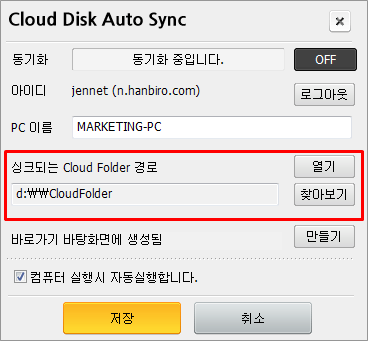 Cloud Disk Auto Sync
동기화 동기화 중입니다. OFF
아이디 jennet (n.hanbiro.com) 로그아웃
PC 이름 MARKETING-PC
싱크되는 Cloud Folder 경로 열기
d:₩₩CloudFolder 찾아보기
바로가기 바탕화면에 생성됨 만들기
컴퓨터 실행시 자동실행합니다.
저장 취소